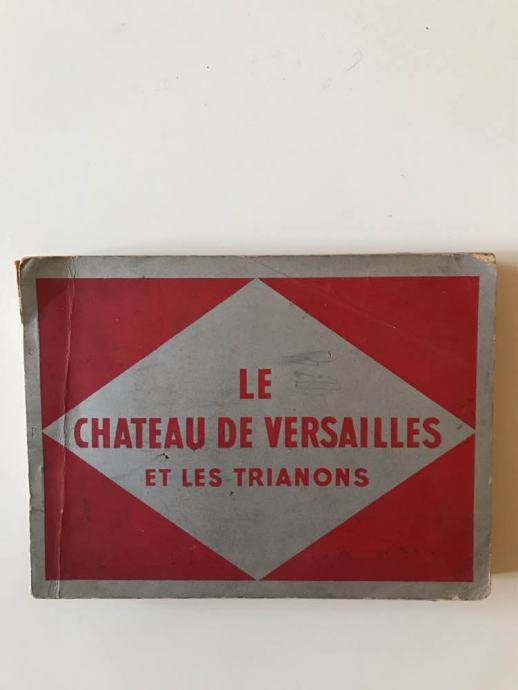 LE
CHATEAU DE VERSAILLES
ET LES TRIANONS